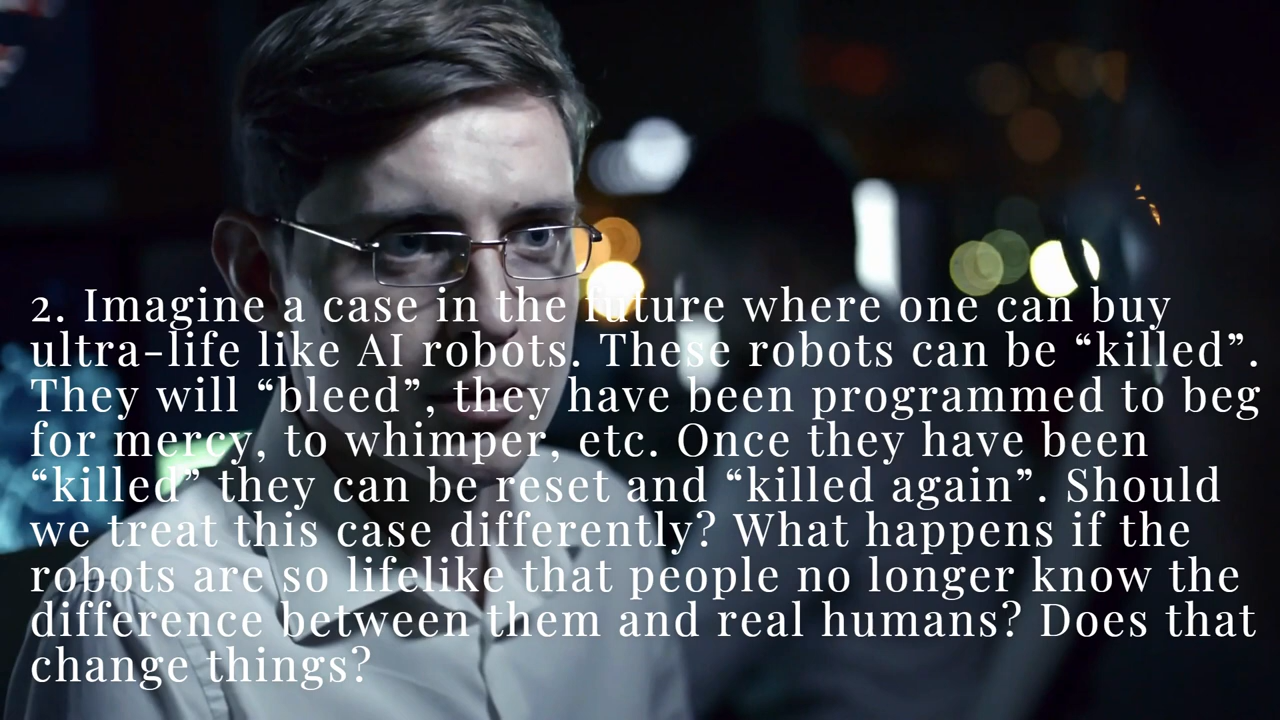 2. Imagine a case in the future where one can buy
ultra-life like AI robots. These robots can be “killed”.
They will “bleed”, they have been programmed to beg
for mercy, to whimper, etc. Once they have been
“killed” they can be reset and “killed again”. Should
we treat this case differently? What happens if the
robots are so lifelike that people no longer know the
difference between them and real humans? Does that
change things?